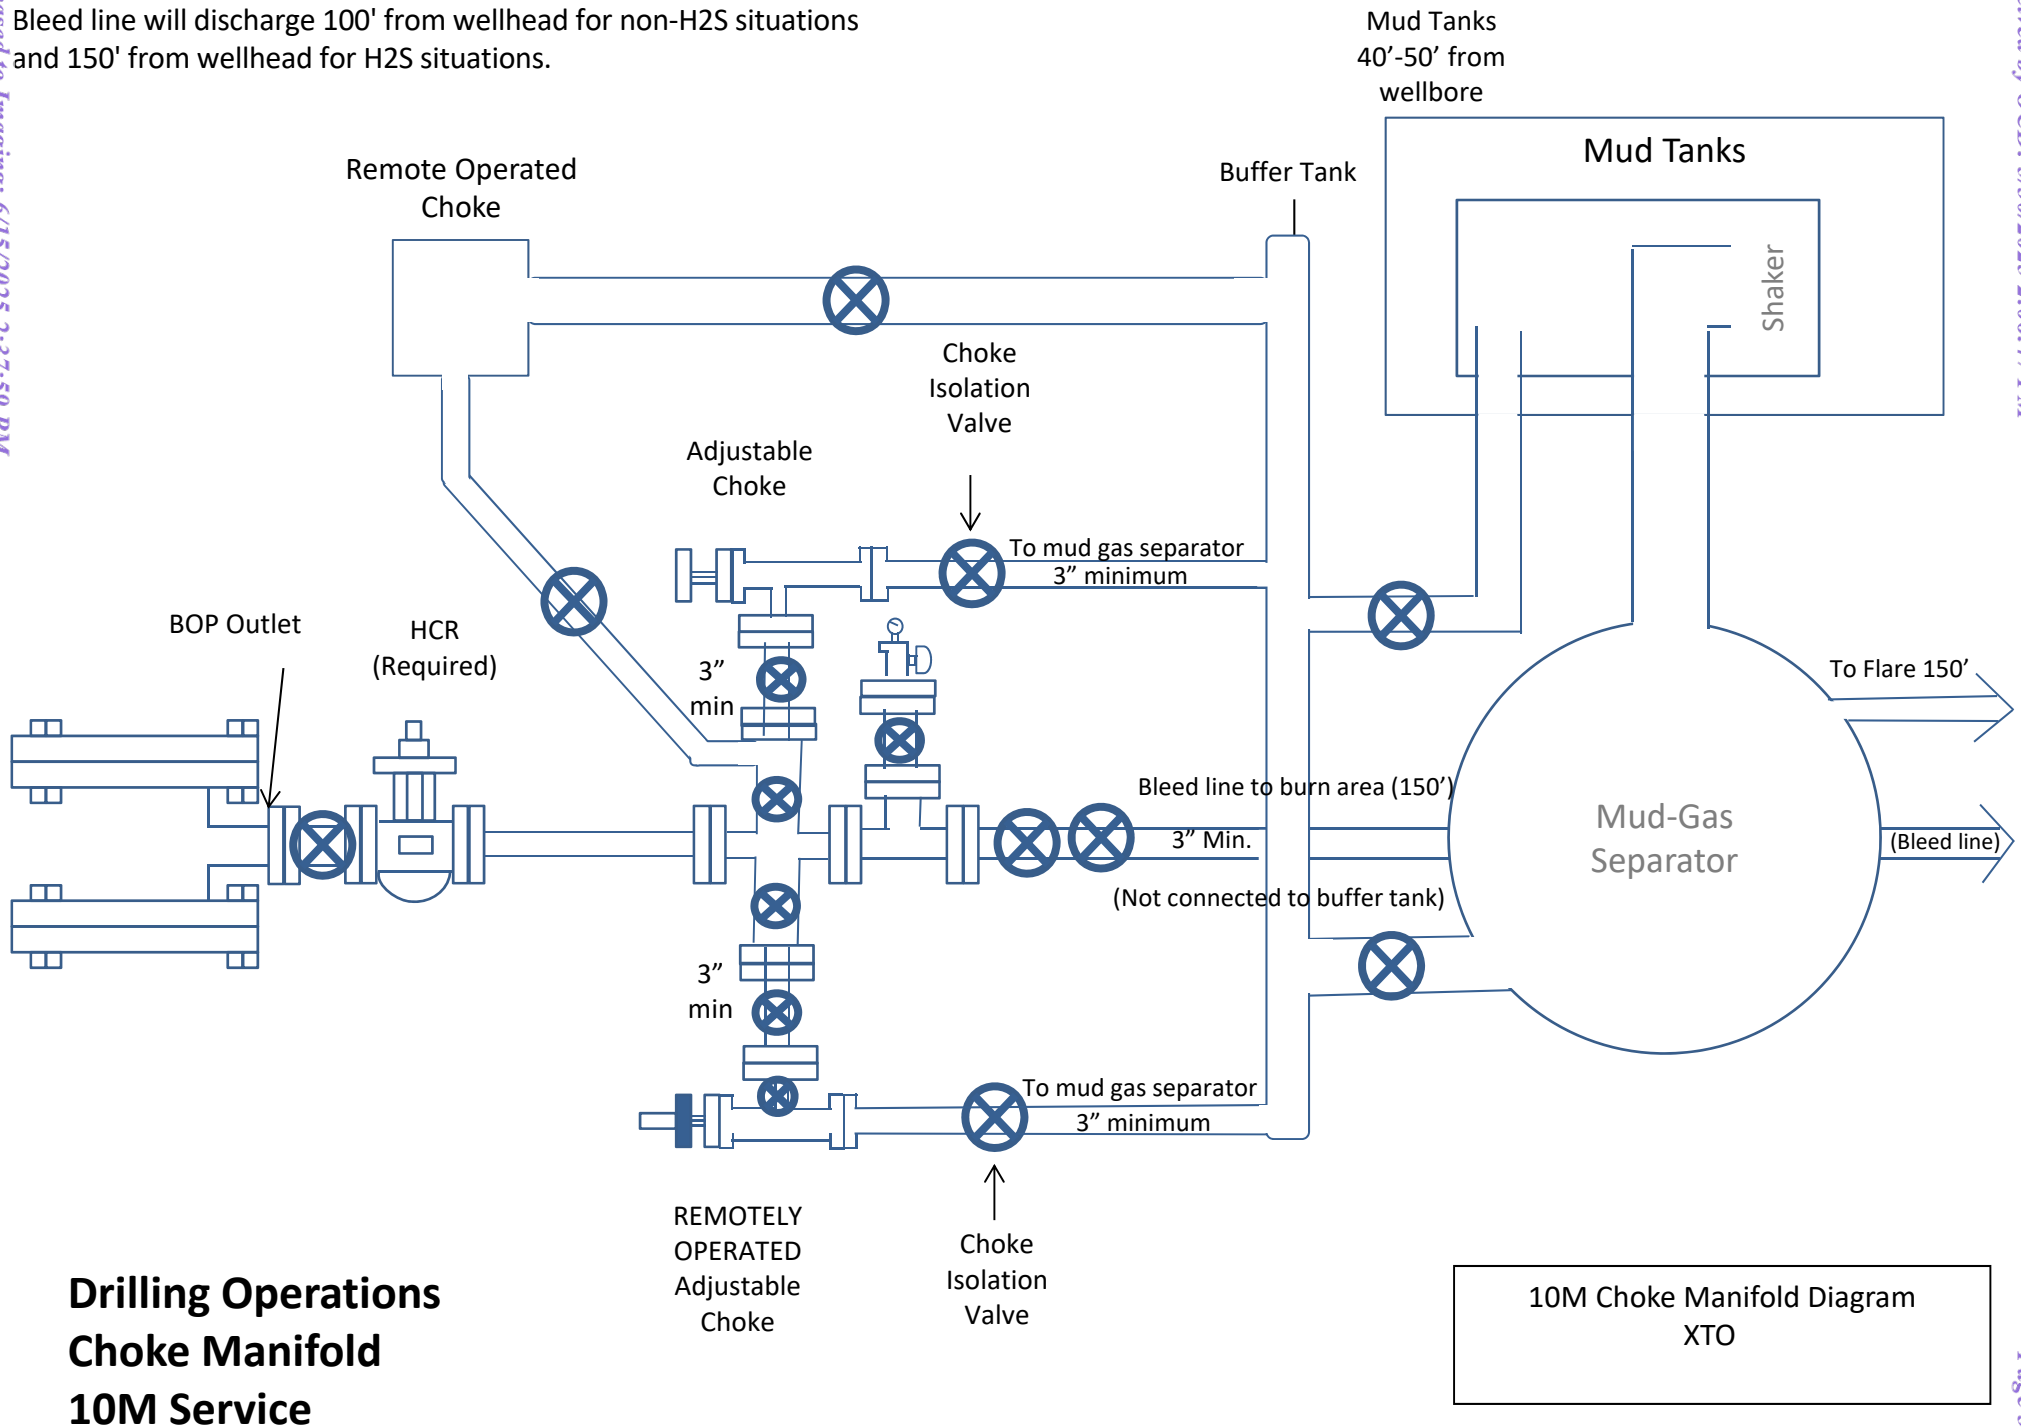 Bleed line will discharge 100' from wellhead for non-H2S situations
and 150' from wellhead for H2S situations.
Mud Tanks
40’-50’ from
wellbore
Mud Tanks
Shaker
Remote Operated
Choke
Buffer Tank
Choke
Isolation
Valve
Adjustable
Choke
To mud gas separator
3” minimum
BOP Outlet
HCR
(Required)
3”
min
To Flare 150’
Bleed line to burn area (150’)
3” Min.
(Not connected to buffer tank)
Mud-Gas
Separator
(Bleed line)
3”
min
To mud gas separator
3” minimum
REMOTELY
OPERATED
Adjustable
Choke
Choke
Isolation
Valve
Drilling Operations
Choke Manifold
10M Service
10M Choke Manifold Diagram
XTO